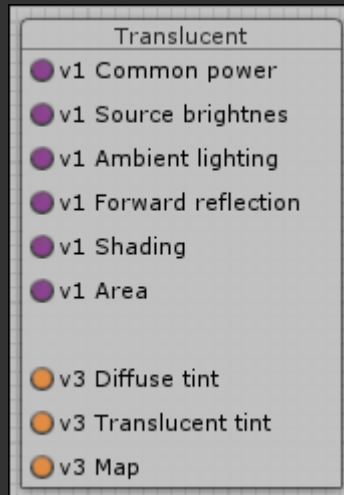 Translucent
v1 Common power
v1 Source brightnes
v1 Ambient lighting
v1 Forward reflection
v1 Shading
v1 Area
v3 Diffuse tint
v3 Translucent tint
v3 Map